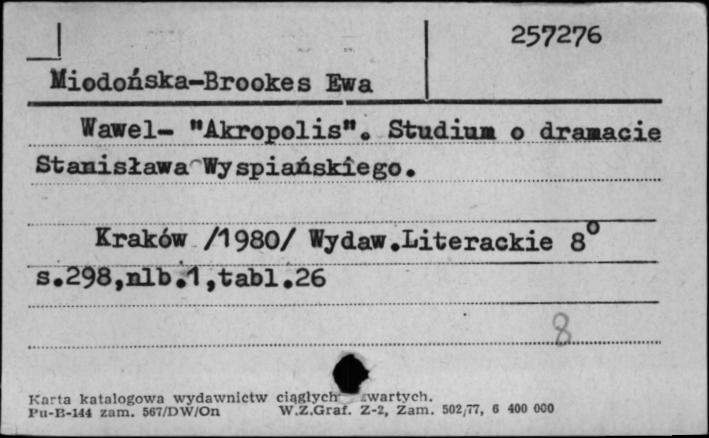 257276
Miodońska-Brookes Ewa
Wawel- "Akropolis". Studium o dramacie
Stanisława Wyspiańskiego.
Kraków /1980/ Wydaw.Literackie 8°
s.298,nlb.1,tabl.26
8
Karta katalogowa wydawnictw ciągłych zwartych.
Pu-B-144 zam. 567/DW/On W.Z.Graf. Z-2, Zam. 502/77, 6 400 000